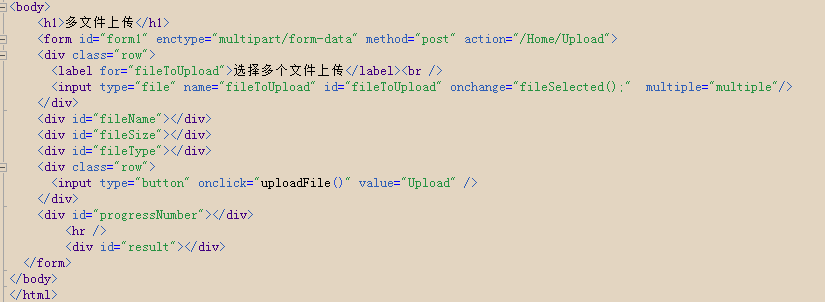 <body>
<h1>多文件上传</h1>
<form id="form1" enctype="multipart/form-data" method="post" action="/Home/Upload">
<div class="row">
<label for="fileToUpload">选择多个文件上传</label><br />
<input type="file" name="fileToUpload" id="fileToUpload" onchange="fileSelected();"  multiple="multiple"/>
</div>
<div id="fileName"></div>
<div id="fileSize"></div>
<div id="fileType"></div>
<div class="row">
<input type="button" onclick="uploadFile()" value="Upload" />
</div>
<div id="progressNumber"></div>
<hr />
<div id="result"></div>
</form>
</body>
</html>